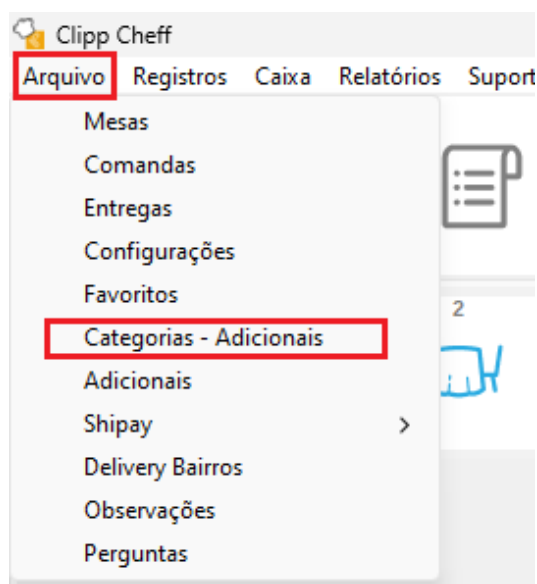 Clipp Cheff
Arquivo Registros Caixa Relatórios Suport
Mesas
Comandas
Entregas
Configurações
Favoritos
2
Categorias - Adicionais
Adicionais
Shipay
Delivery Bairros
Observações
Perguntas